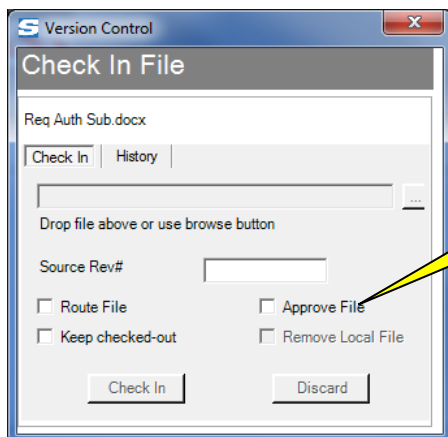 Version Control
Check In File
Req Auth Sub.docx
Check In History
...
Drop file above or use browse button
Source Rev#
Route File Approve File
Keep checked-out Remove Local File
Check In Discard